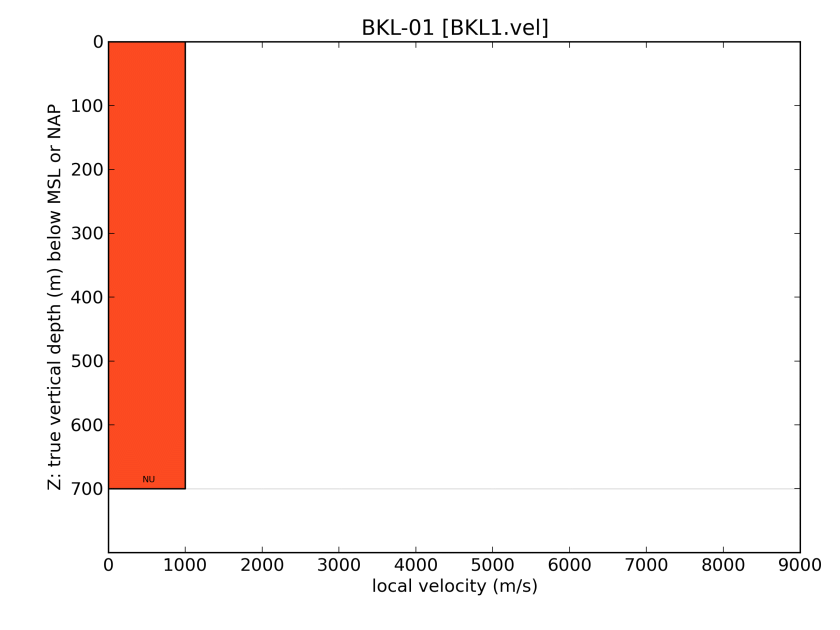 BKL-01 [BKL1.vel]
0
100
200
300
400
500
600
700
Z: true vertical depth (m) below MSL or NAP
NU
0 1000 2000 3000 4000 5000 6000 7000 8000 9000
local velocity (m/s)